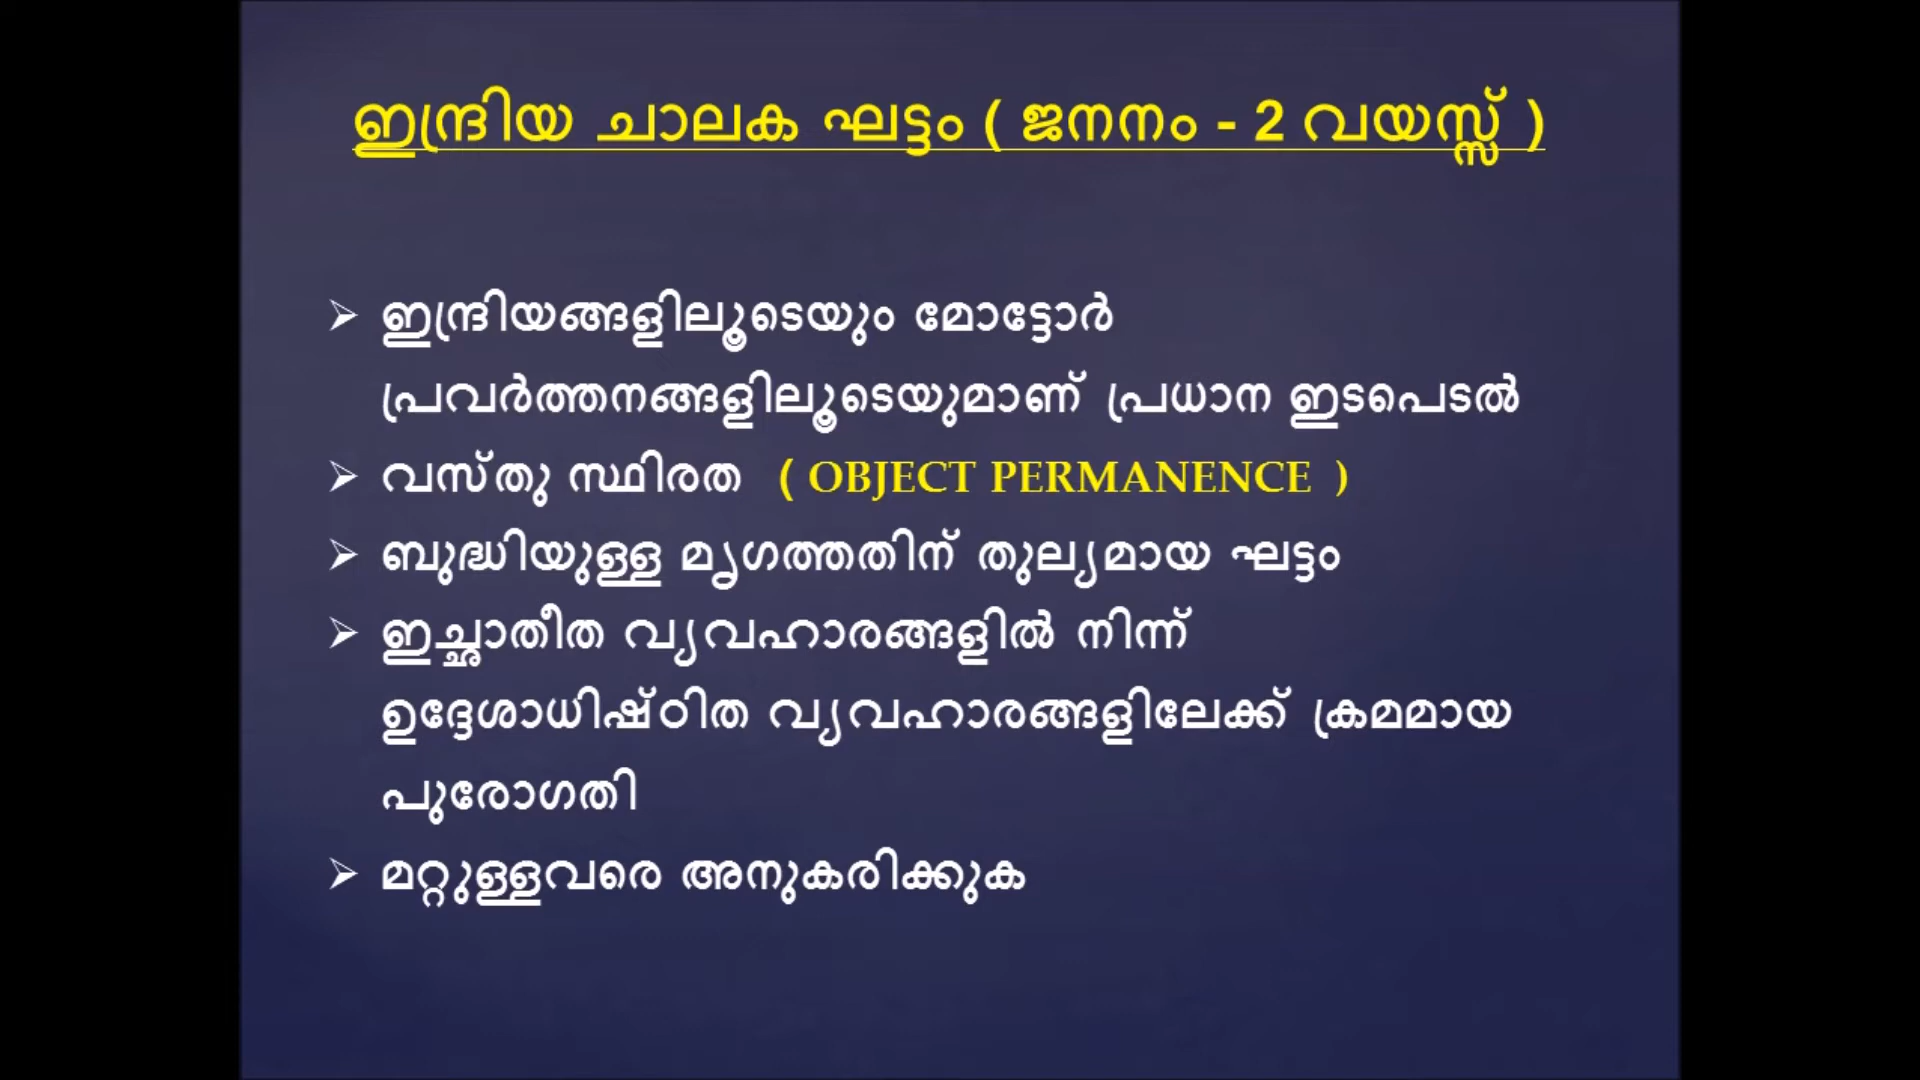 ഇന്ദ്രിയ ചാലക ഘട്ടം ( ജനനം - 2 വയസ്സ് )
➢ ഇന്ദ്രിയങ്ങളിലൂടെയും മോട്ടോർ
പ്രവർത്തനങ്ങളിലൂടെയുമാണ് പ്രധാന ഇടപെടൽ
➢ വസ്തു സ്ഥിരത ( OBJECT PERMANENCE )
➢ ബുദ്ധിയുള്ള മൃഗത്തതിന് തുല്യമായ ഘട്ടം
➢ ഇച്ഛാതീത വ്യവഹാരങ്ങളിൽ നിന്ന്
ഉദ്ദേശാധിഷ്ഠിത വ്യവഹാരങ്ങളിലേക്ക് ക്രമമായ
പുരോഗതി
➢ മറ്റുള്ളവരെ അനുകരിക്കുക